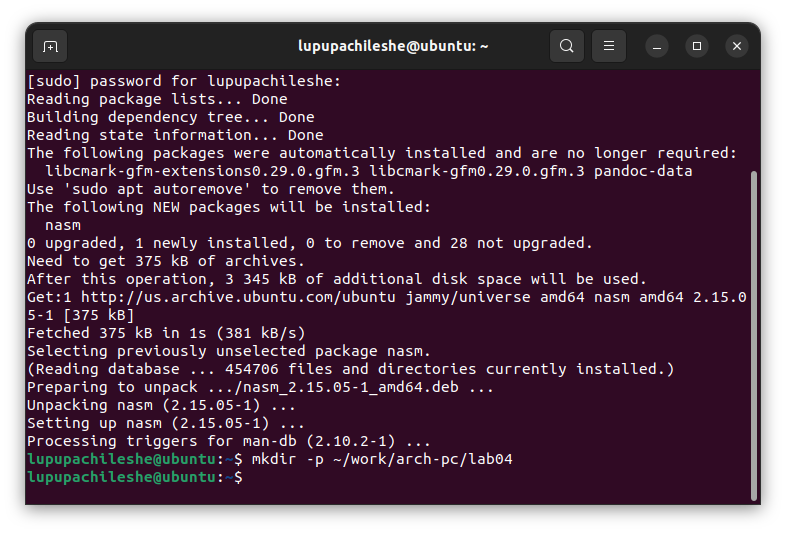 lupupachileshe@ubuntu: ~
[sudo] password for lupupachileshe:
Reading package lists... Done
Building dependency tree... Done
Reading state information... Done
The following packages were automatically installed and are no longer required:
  libcmark-gfm-extensions0.29.0.gfm.3 libcmark-gfm0.29.0.gfm.3 pandoc-data
Use 'sudo apt autoremove' to remove them.
The following NEW packages will be installed:
  nasm
0 upgraded, 1 newly installed, 0 to remove and 28 not upgraded.
Need to get 375 kB of archives.
After this operation, 3 345 kB of additional disk space will be used.
Get:1 http://us.archive.ubuntu.com/ubuntu jammy/universe amd64 nasm amd64 2.15.0
5-1 [375 kB]
Fetched 375 kB in 1s (381 kB/s)
Selecting previously unselected package nasm.
(Reading database ... 454706 files and directories currently installed.)
Preparing to unpack .../nasm_2.15.05-1_amd64.deb ...
Unpacking nasm (2.15.05-1) ...
Setting up nasm (2.15.05-1) ...
Processing triggers for man-db (2.10.2-1) ...
lupupachileshe@ubuntu:~$ mkdir -p ~/work/arch-pc/lab04
lupupachileshe@ubuntu:~$